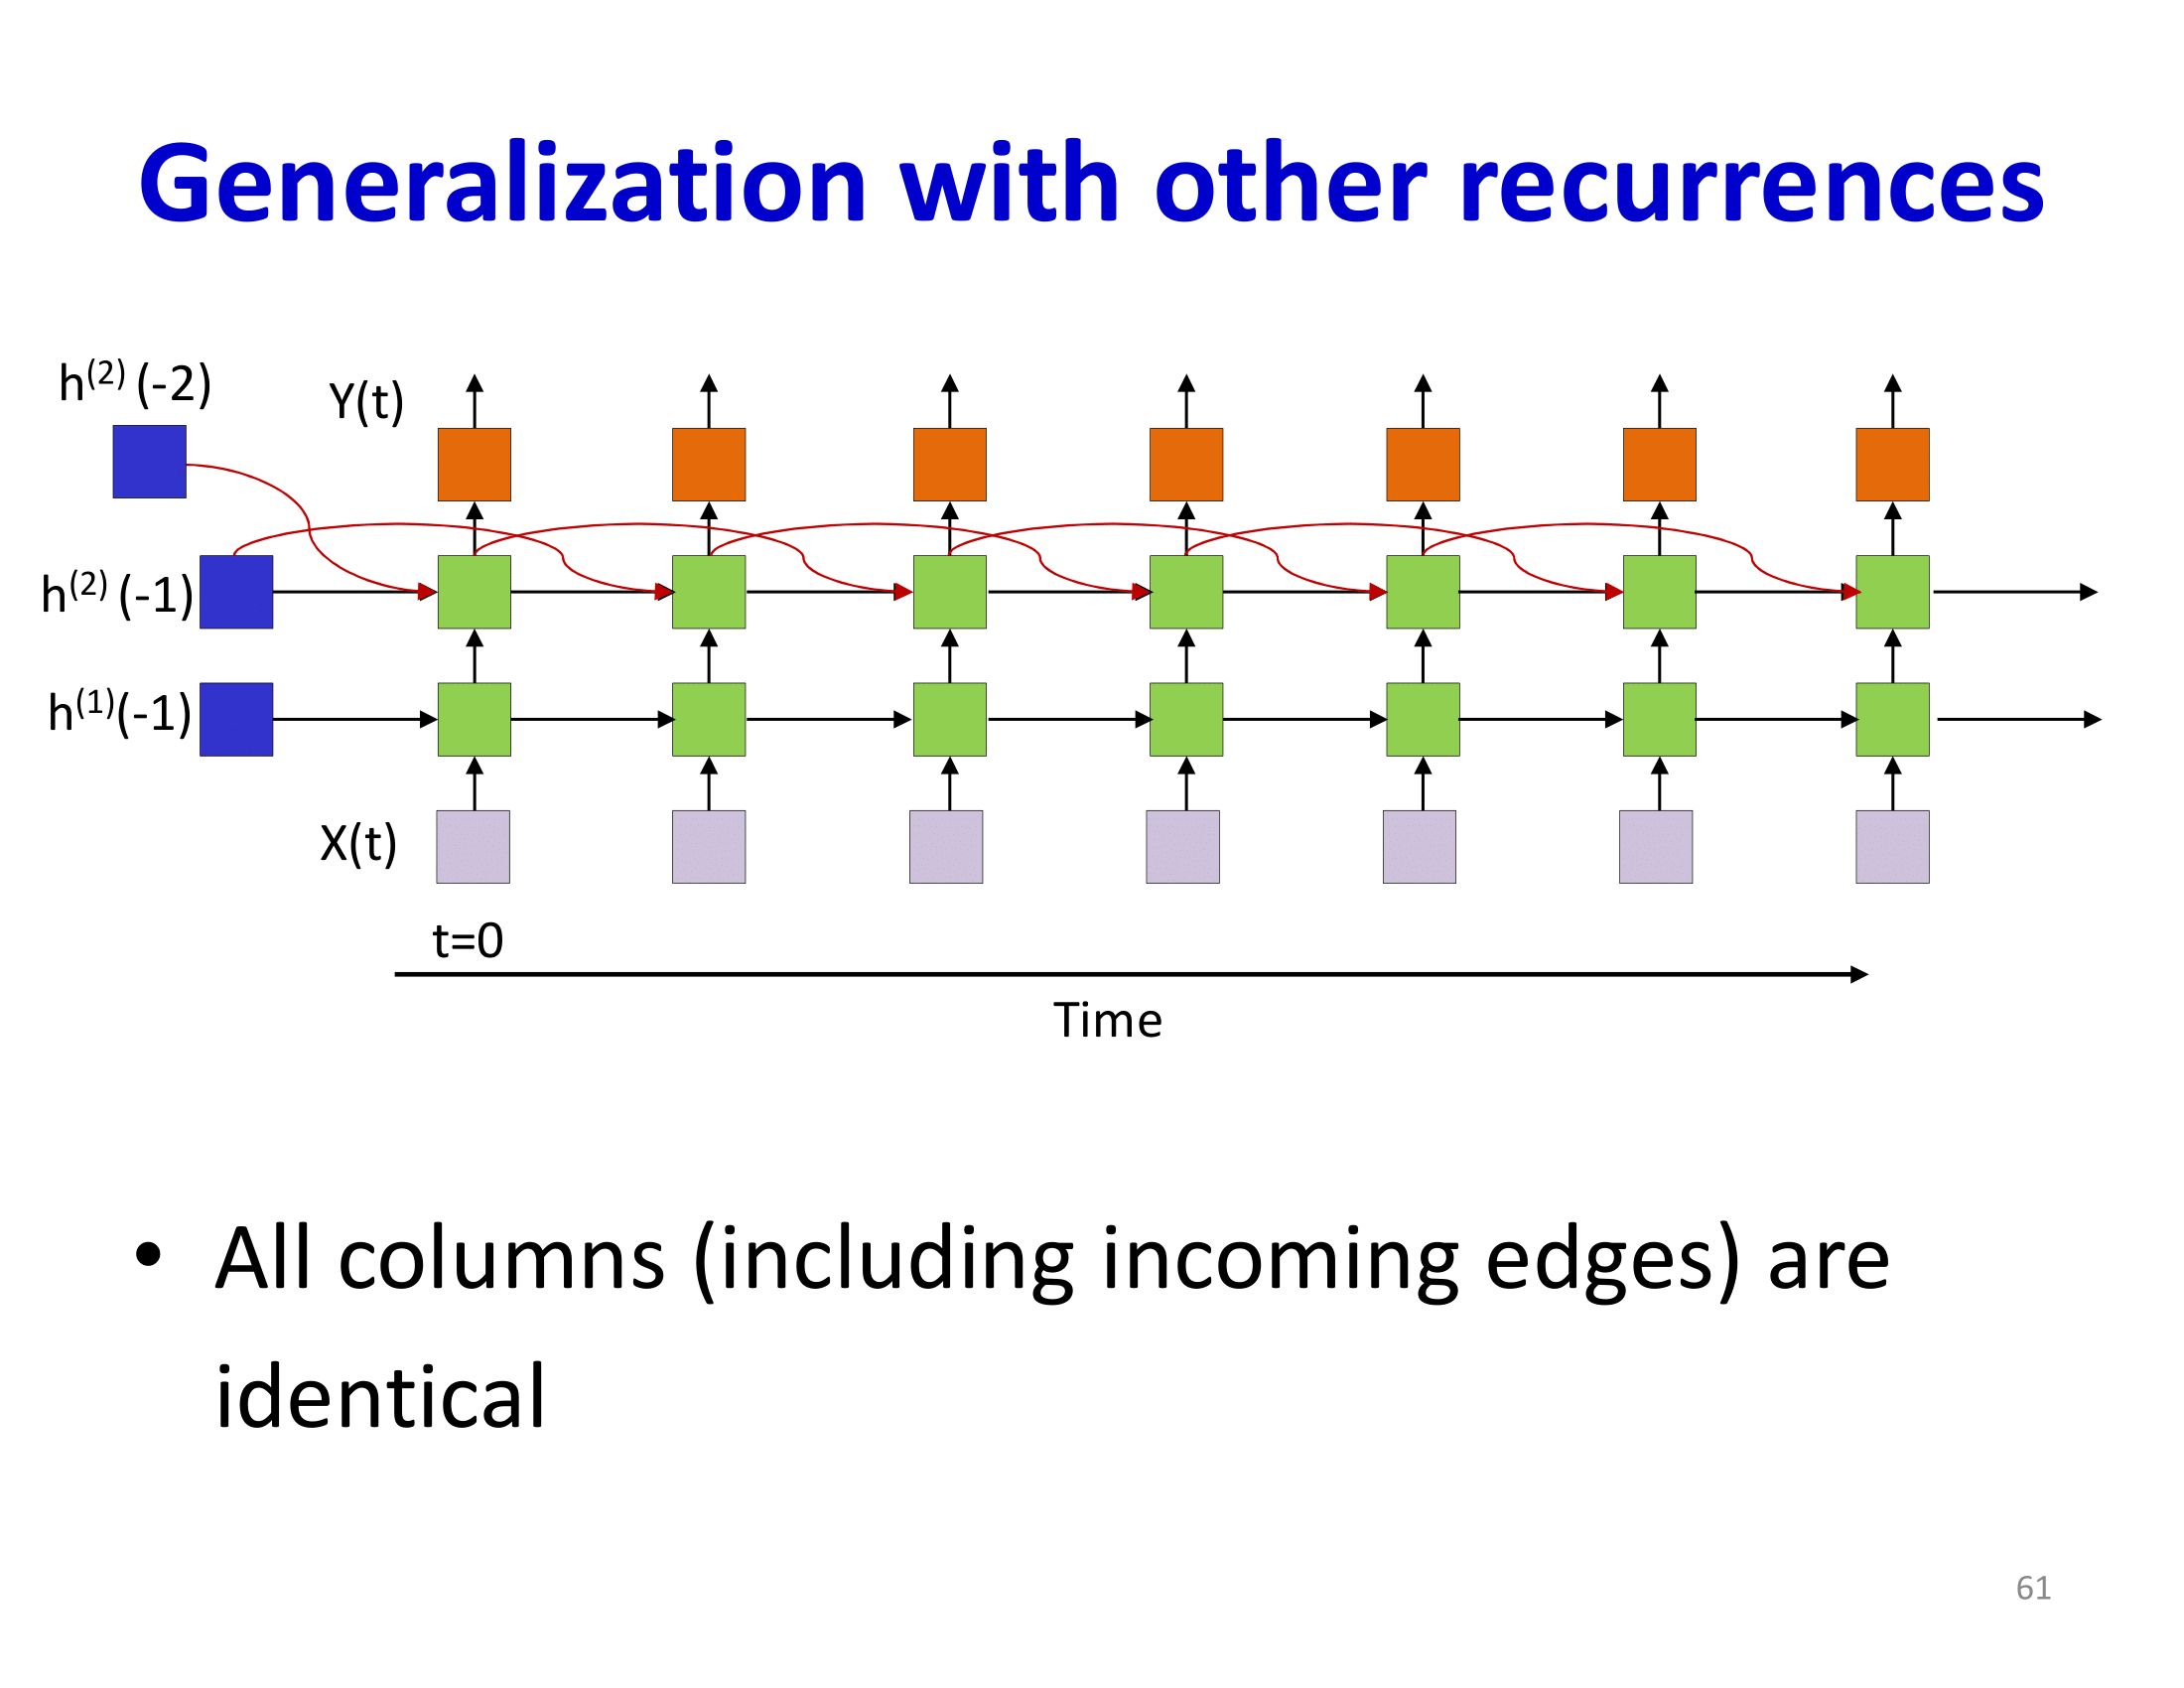 Generalization with other recurrences
h⁽²⁾ (-2)
Y(t)
h⁽²⁾ (-1)
h⁽¹⁾(-1)
X(t)
t=0
Time
• All columns (including incoming edges) are
identical
61